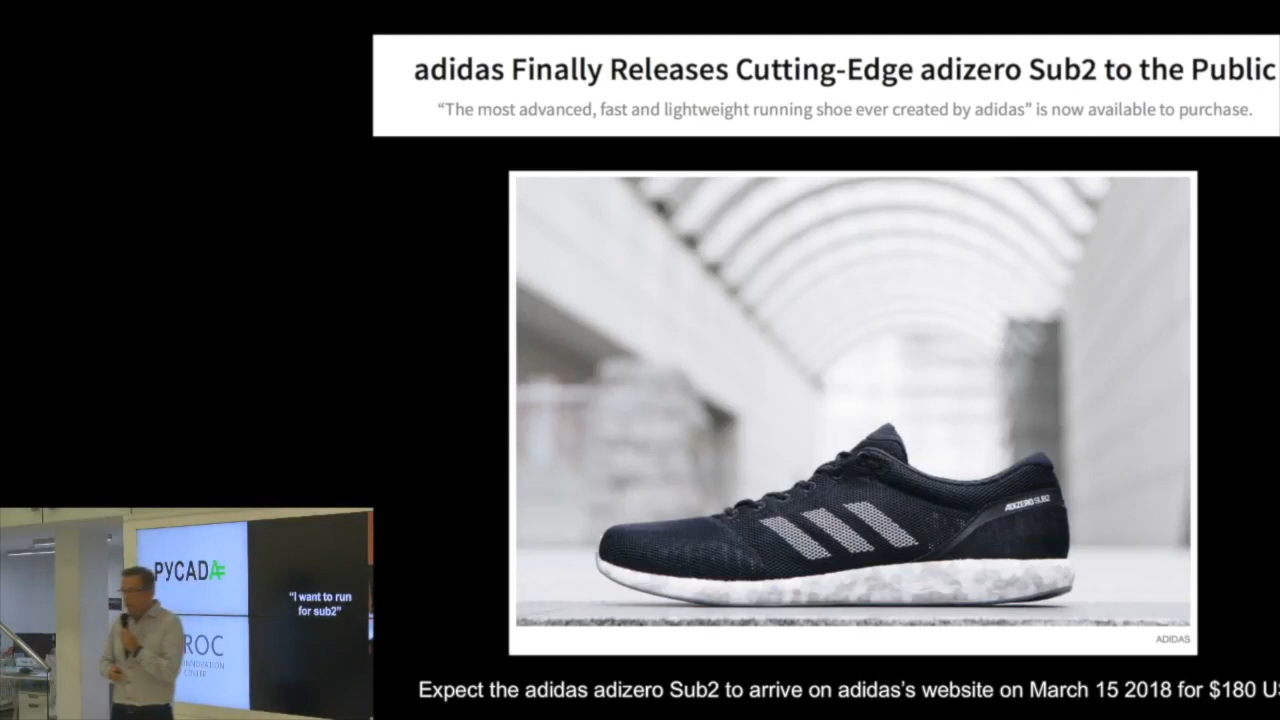 adidas Finally Releases Cutting-Edge adizero Sub2 to the Public
“The most advanced, fast and lightweight running shoe ever created by adidas” is now available to purchase.
ADIZERO SUB2
ADIDAS
Expect the adidas adizero Sub2 to arrive on adidas’s website on March 15 2018 for $180 U
РУСАДА
“I want to run
for sub2”
ROC
INNOVATION
CENTER